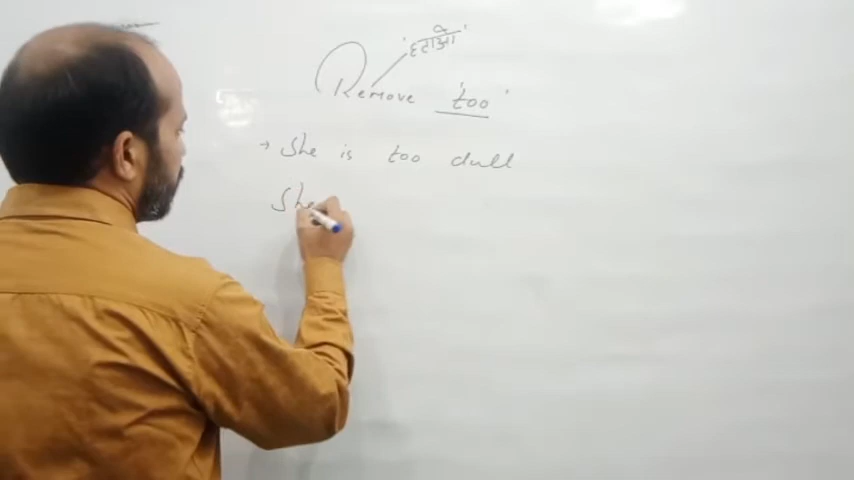 हटाओ
Remove 'too'
→ She is too dull
She